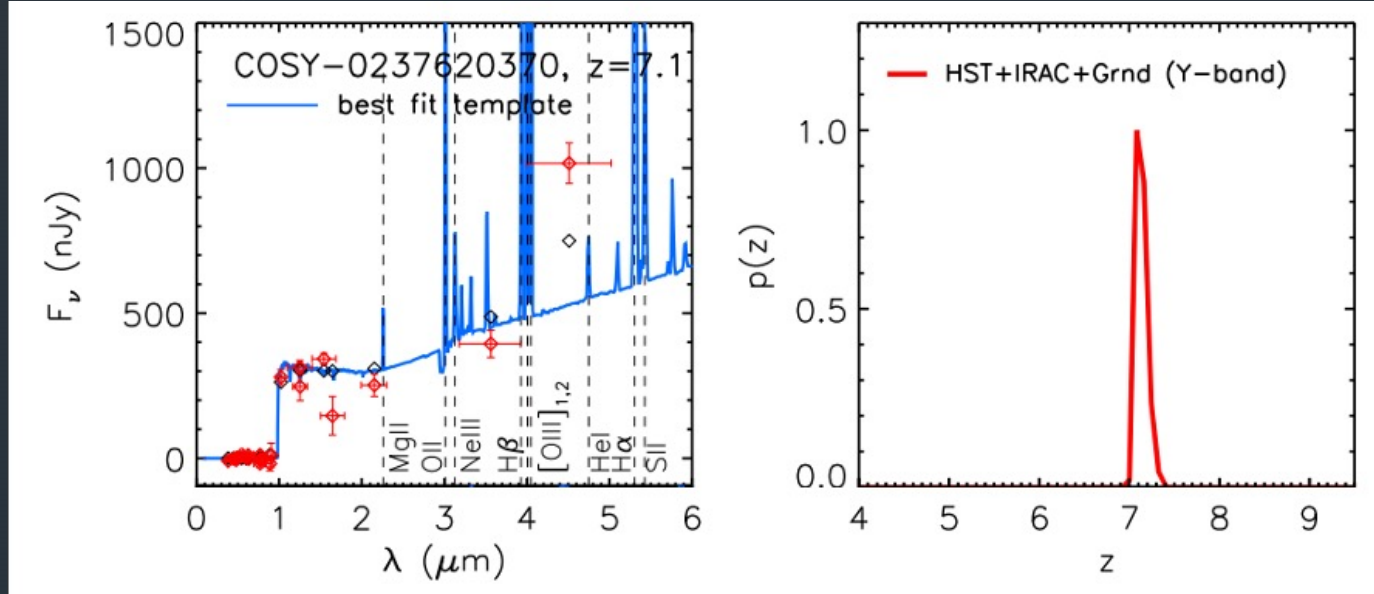 COSY-0237620370, z=7.1
best fit template
1500
1000
500
0
F_ν (nJy)
MgII
OII
NeIII
Hβ
[OIII]1,2
HeI
Hα
SII
0 1 2 3 4 5 6
λ (μm)
HST+IRAC+Grnd (Y-band)
1.0
0.5
0.0
p(z)
4 5 6 7 8 9
z